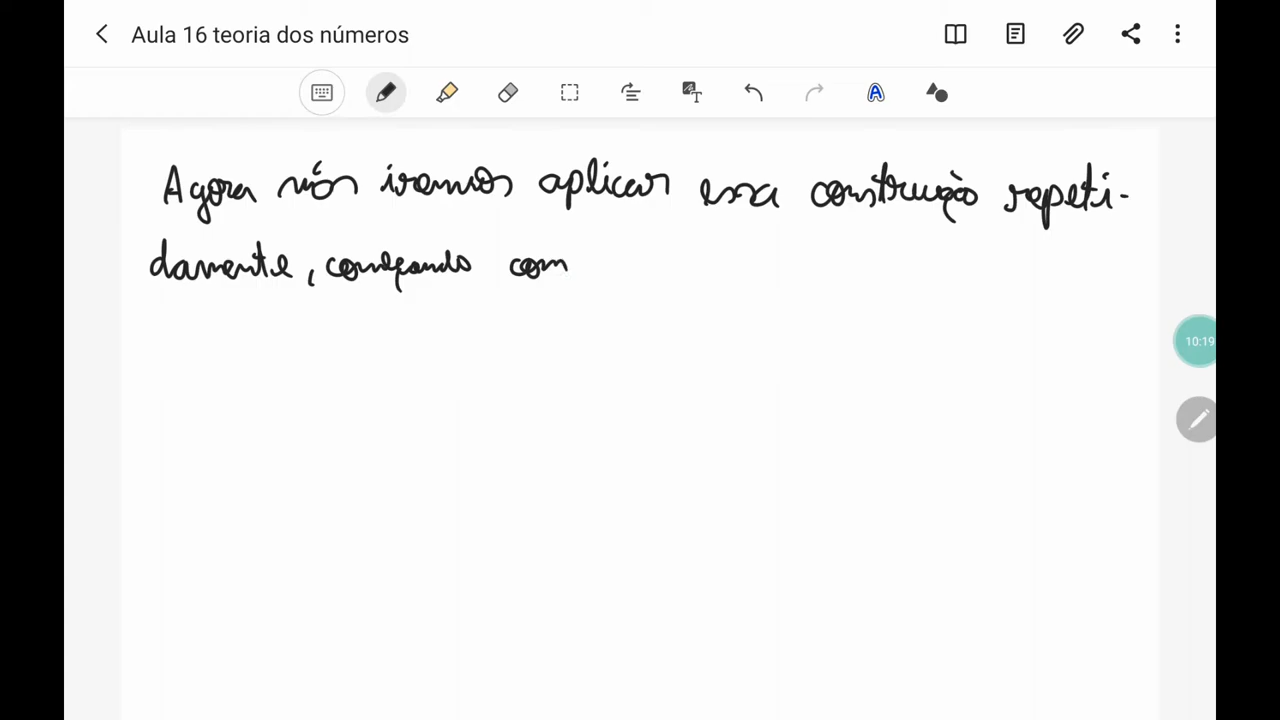 Aula 16 teoria dos números
Agora nós iremos aplicar essa construção repeti-
damente, começando com
10:19